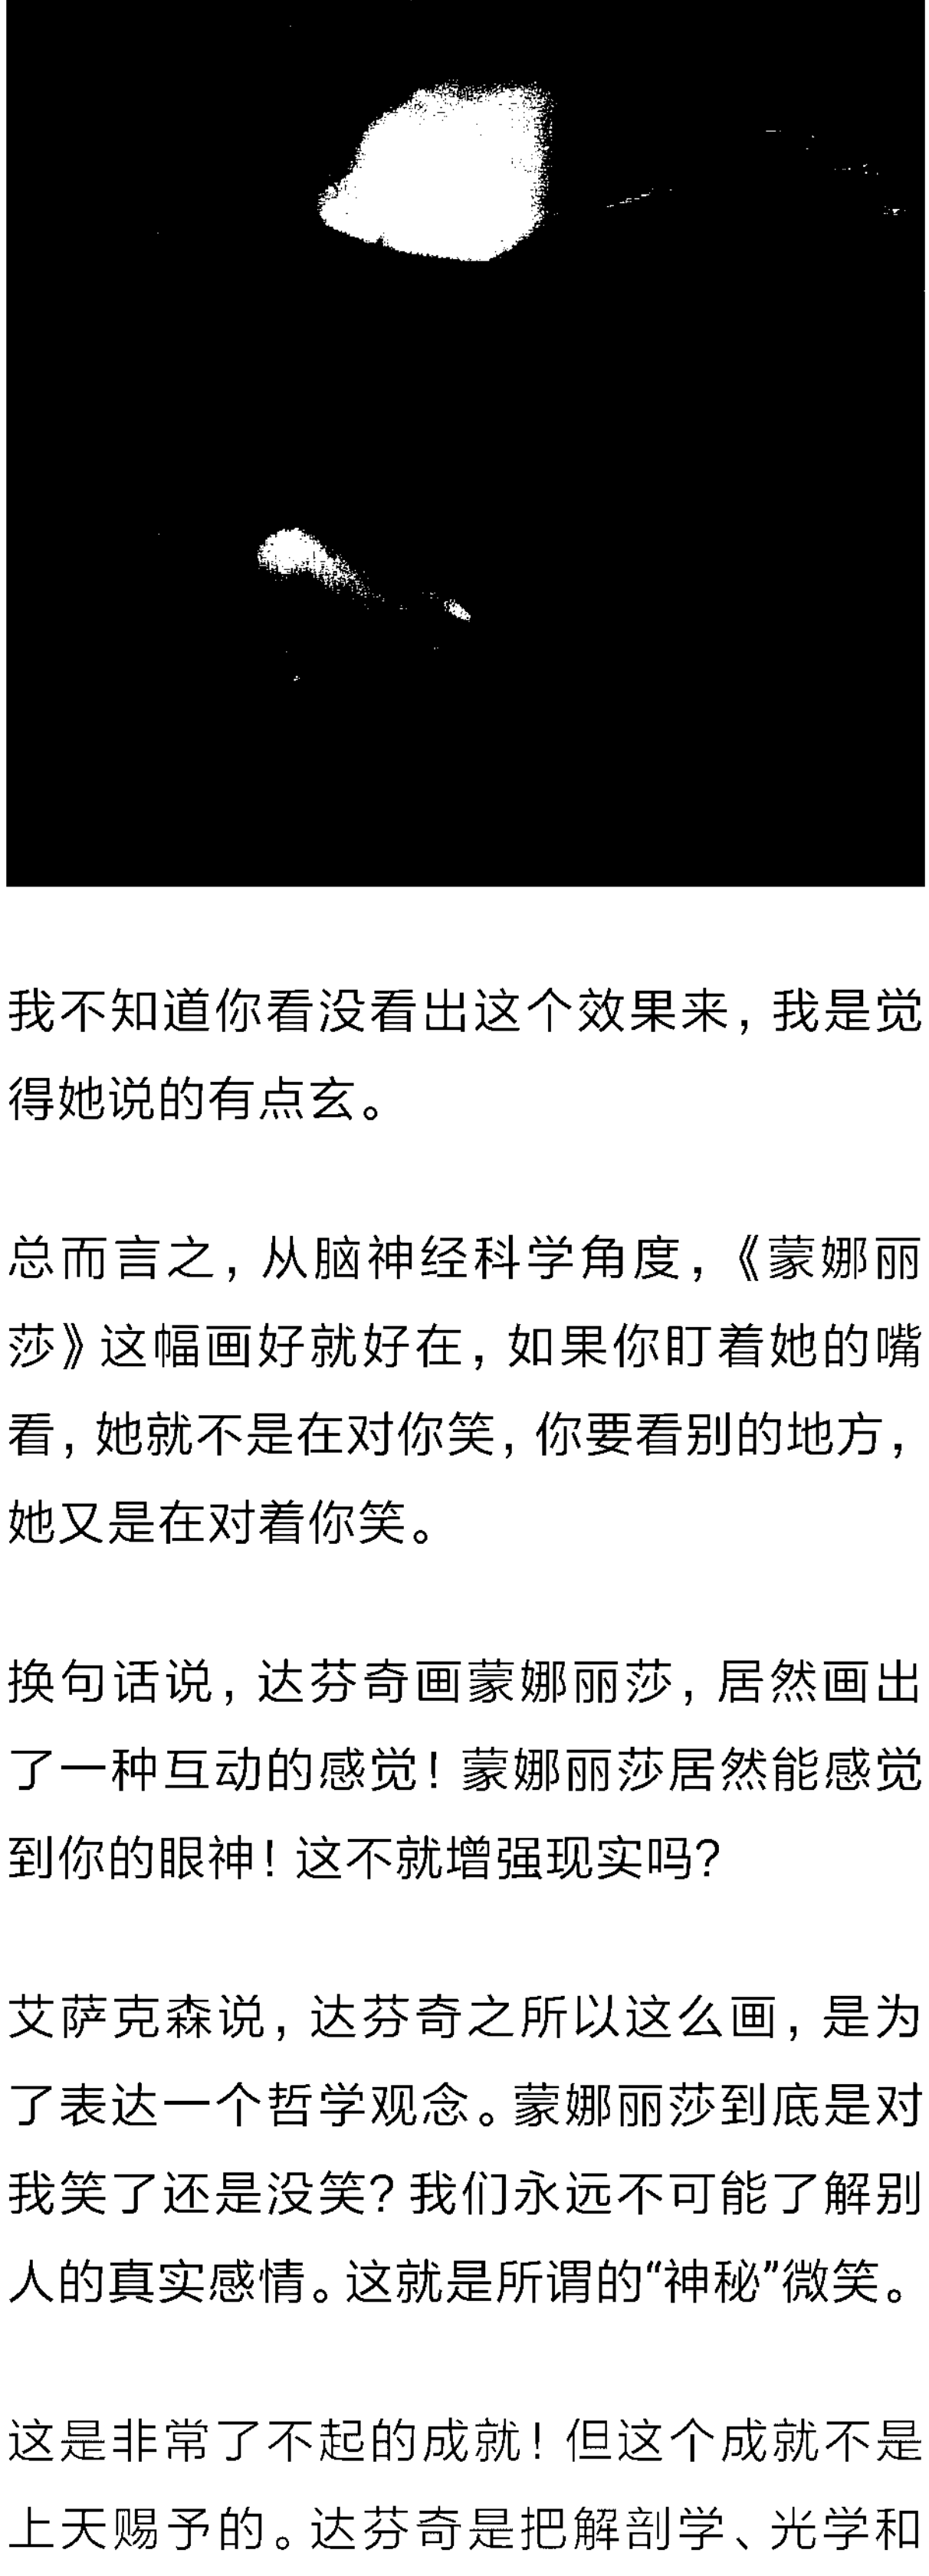 我不知道你看没看出这个效果来，我是觉
得她说的有点玄。
总而言之，从脑神经科学角度，《蒙娜丽
莎》这幅画好就好在，如果你盯着她的嘴
看，她就不是在对你笑，你要看别的地方，
她又是在对着你笑。
换句话说，达芬奇画蒙娜丽莎，居然画出
了一种互动的感觉！蒙娜丽莎居然能感觉
到你的眼神！这不就增强现实吗？
艾萨克森说，达芬奇之所以这么画，是为
了表达一个哲学观念。蒙娜丽莎到底是对
我笑了还是没笑？我们永远不可能了解别
人的真实感情。这就是所谓的“神秘”微笑。
这是非常了不起的成就！但这个成就不是
上天赐予的。达芬奇是把解剖学、光学和